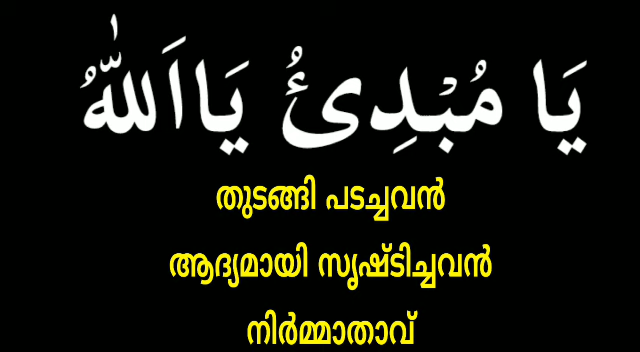 يَا مُبْدِئُ يَااَللّٰهُ
തുടങ്ങി പടച്ചവൻ
ആദ്യമായി സൃഷ്ടിച്ചവൻ
നിർമ്മാതാവ്